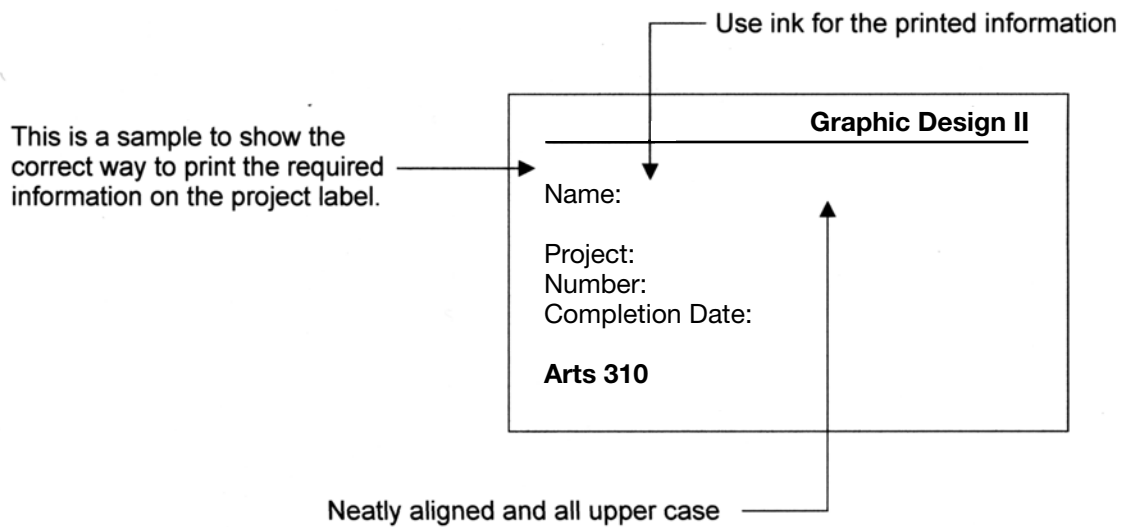 Use ink for the printed information
This is a sample to show the
correct way to print the required
information on the project label.
Graphic Design II
Name:
Project:
Number:
Completion Date:
Arts 310
Neatly aligned and all upper case